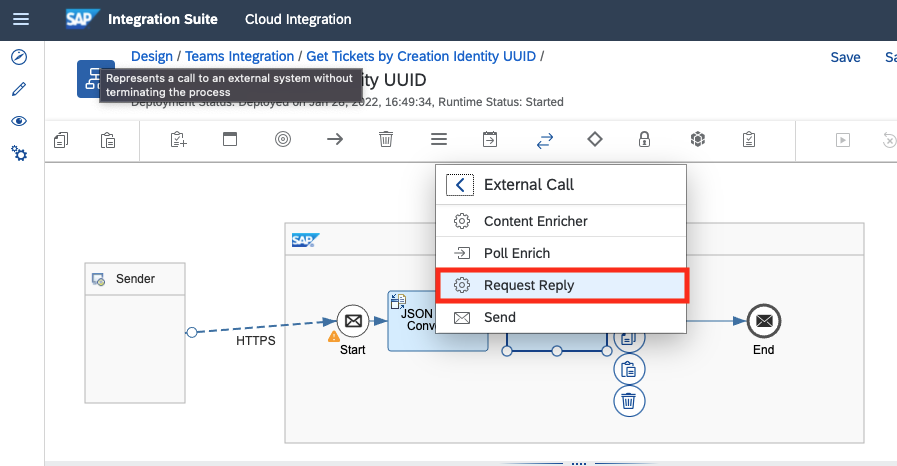 SAP Integration Suite Cloud Integration
Design / Teams Integration / Get Tickets by Creation Identity UUID /
Save
Represents a call to an external system without
terminating the process
ity UUID
Deployment Status: Deployed on Jan 28, 2022, 16:49:34, Runtime Status: Started
External Call
Content Enricher
Poll Enrich
Request Reply
Send
SAP
Sender
HTTPS
Start
JSON
Conv
End